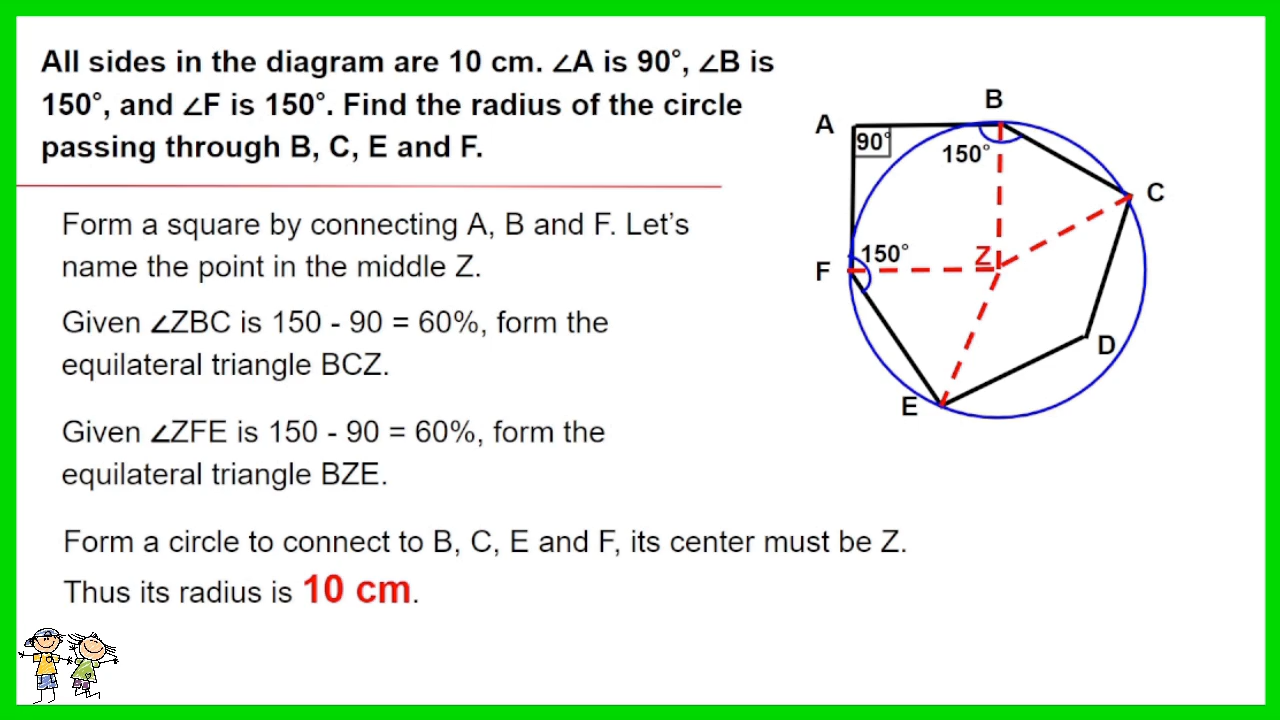 All sides in the diagram are 10 cm. ∠A is 90°, ∠B is
150°, and ∠F is 150°. Find the radius of the circle
passing through B, C, E and F.
Form a square by connecting A, B and F. Let's
name the point in the middle Z.
Given ∠ZBC is 150 - 90 = 60%, form the
equilateral triangle BCZ.
Given ∠ZFE is 150 - 90 = 60%, form the
equilateral triangle BZE.
Form a circle to connect to B, C, E and F, its center must be Z.
Thus its radius is 10 cm.
B
A
90°
150°
C
150°
Z
F
D
E